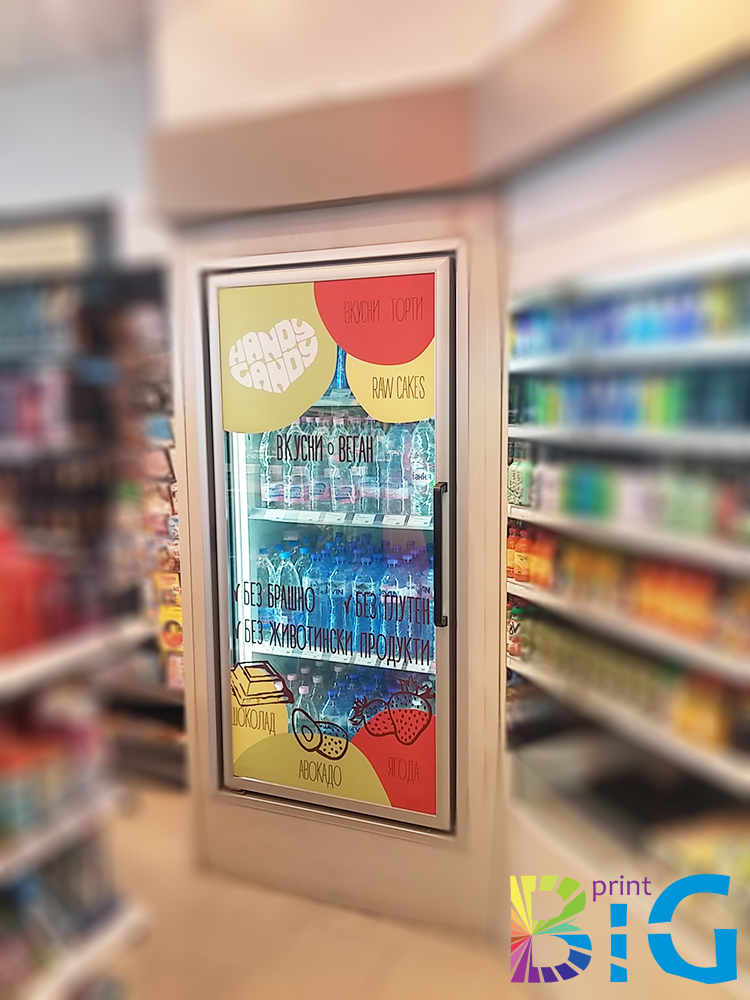 ВКУСНИ ТОРТИ
HANDY
CANDY
RAW CAKES
ВКУСНИ & ВЕГАН
✓БЕЗ БРАШНО ✓БЕЗ ГЛУТЕН
✓БЕЗ ЖИВОТИНСКИ ПРОДУКТИ
ШОКОЛАД
АВОКАДО
ЯГОДА
print
BiG